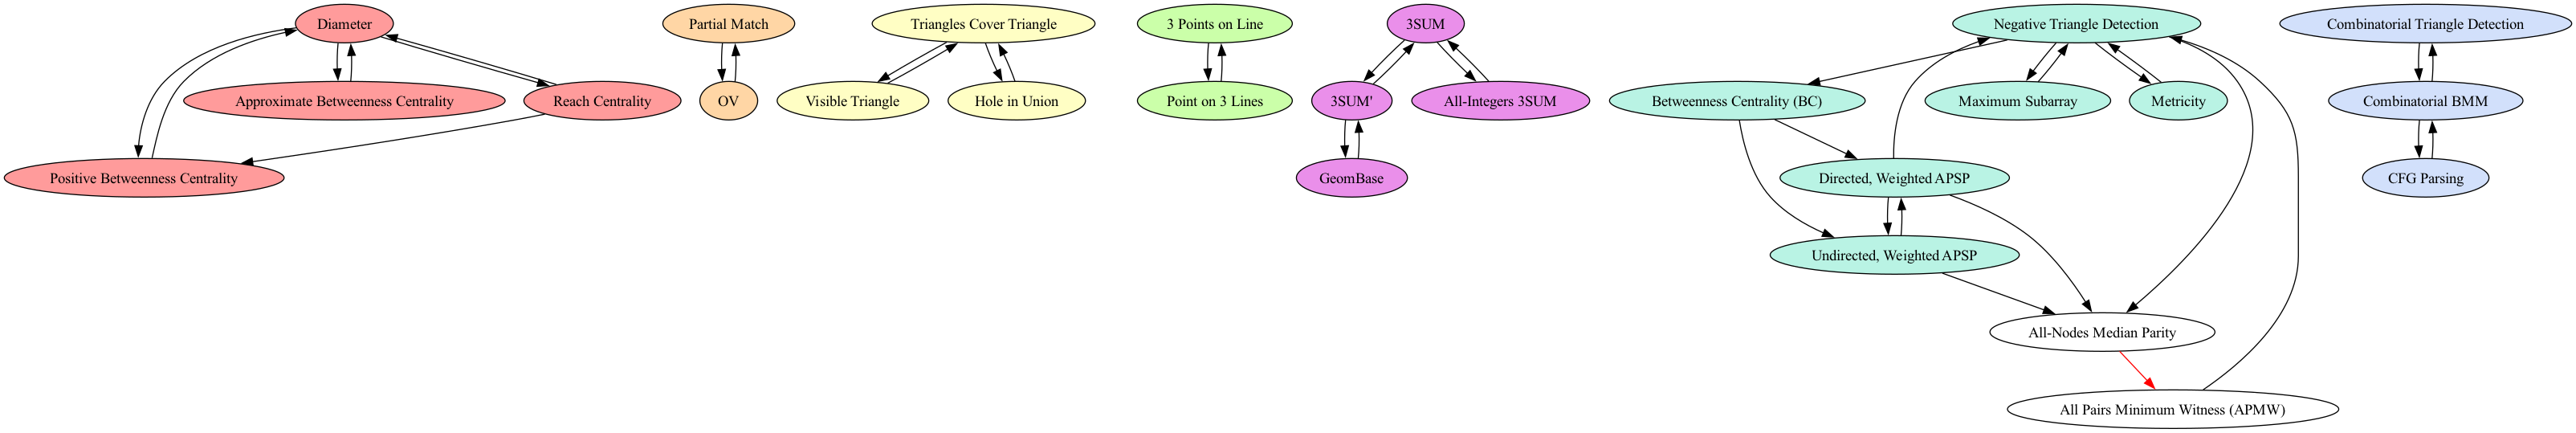 Diameter
Partial Match
Triangles Cover Triangle
3 Points on Line
3SUM
Negative Triangle Detection
Combinatorial Triangle Detection
Approximate Betweenness Centrality
Reach Centrality
OV
Visible Triangle
Hole in Union
Point on 3 Lines
3SUM'
All-Integers 3SUM
Betweenness Centrality (BC)
Maximum Subarray
Metricity
Combinatorial BMM
Positive Betweenness Centrality
GeomBase
Directed, Weighted APSP
CFG Parsing
Undirected, Weighted APSP
All-Nodes Median Parity
All Pairs Minimum Witness (APMW)